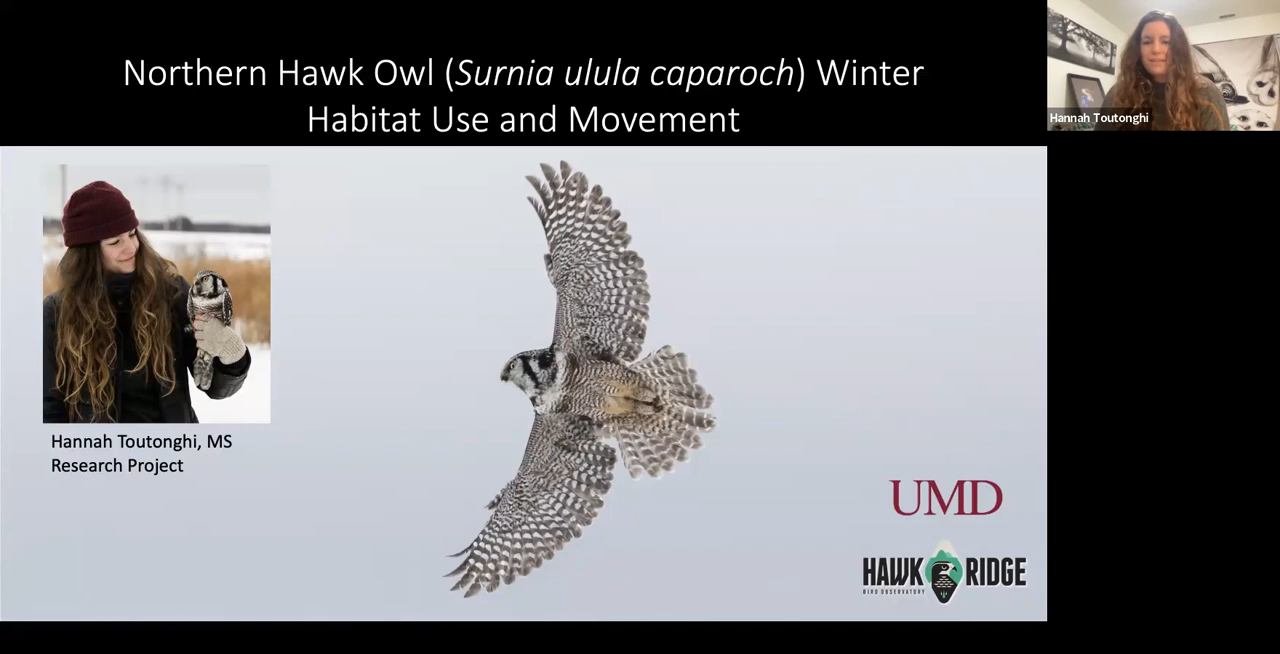 Northern Hawk Owl (Surnia ulula caparoch) Winter
Habitat Use and Movement
Hannah Toutonghi
Hannah Toutonghi, MS
Research Project
UMD
HAWK RIDGE
BIRD OBSERVATORY